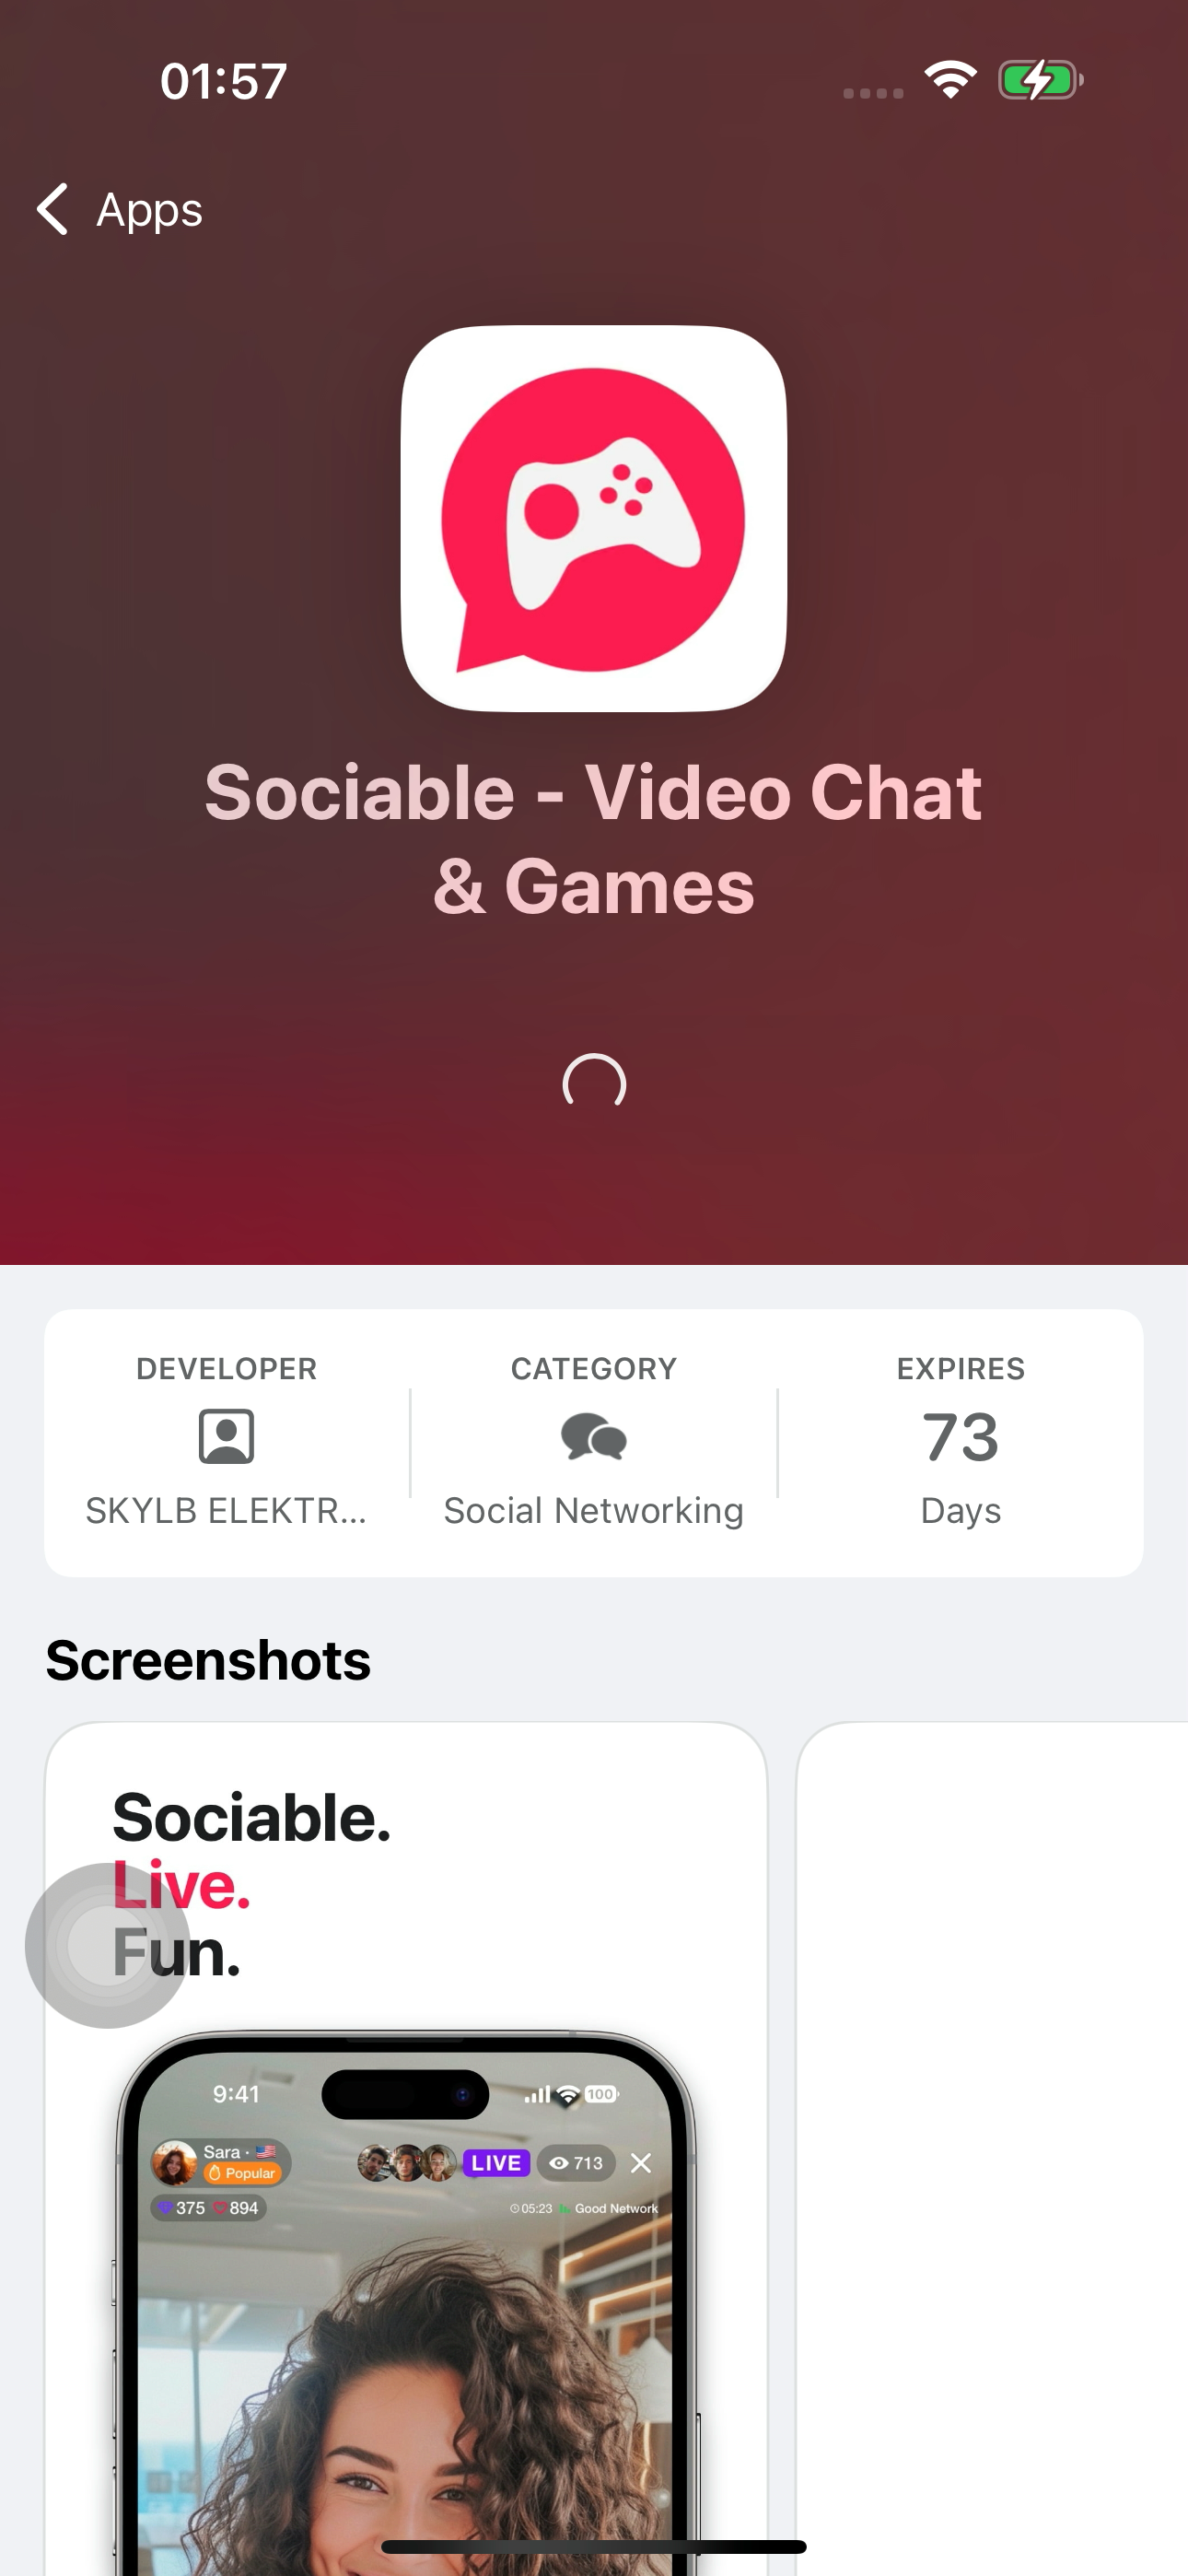 01:57
Apps
Sociable - Video Chat
& Games
DEVELOPER
CATEGORY
EXPIRES
73
SKYLB ELEKTR...
Social Networking
Days
Screenshots
Sociable.
Live.
Fun.
9:41
100
Sara · 🇺🇸
Popular
LIVE
713
375
894
05:23
Good Network